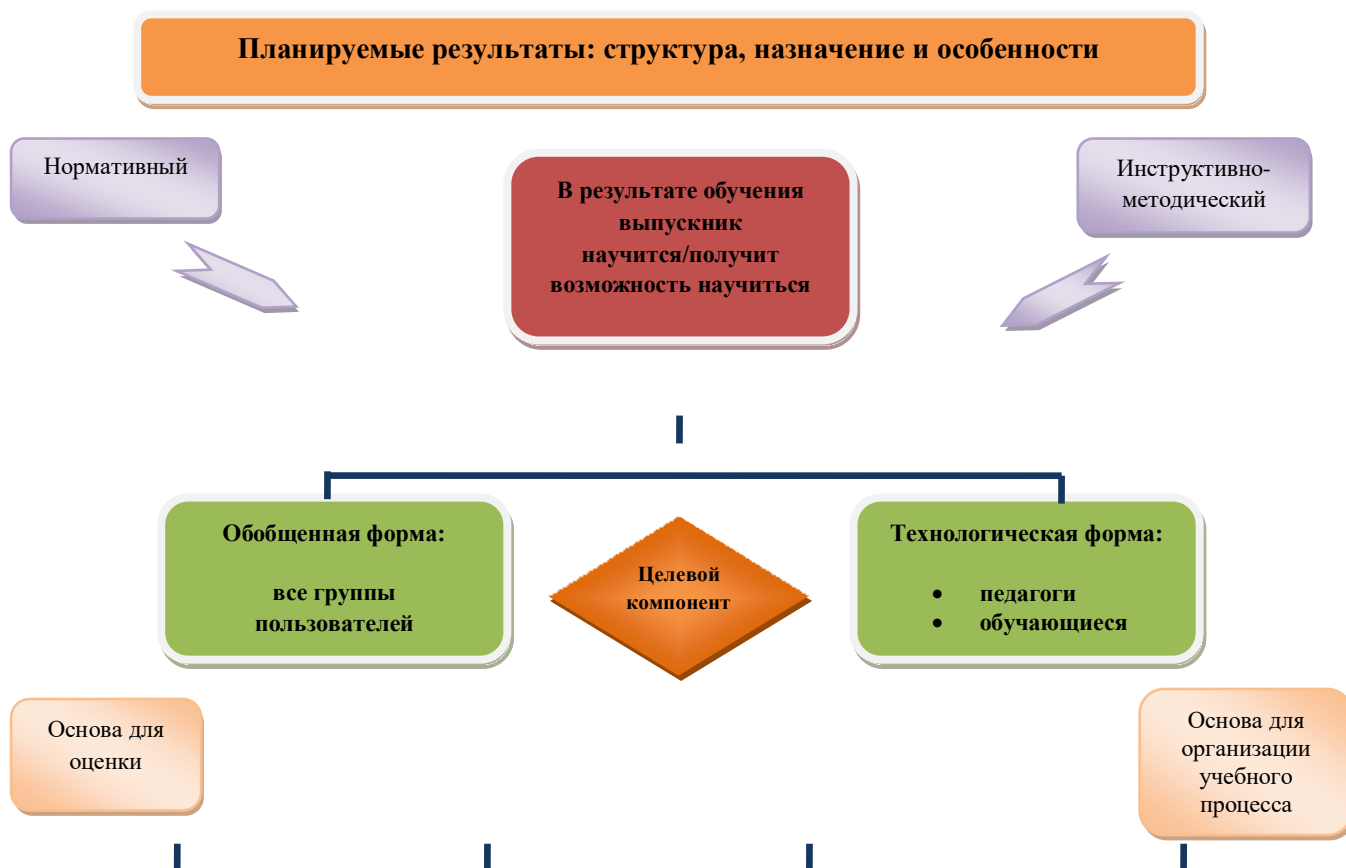 Планируемые результаты: структура, назначение и особенности
Нормативный
В результате обучения
выпускник
научится/получит
возможность научиться
Инструктивно-
методический
Обобщенная форма:
все группы
пользователей
Целевой
компонент
Технологическая форма:
• педагоги
• обучающиеся
Основа для
оценки
Основа для
организации
учебного
процесса